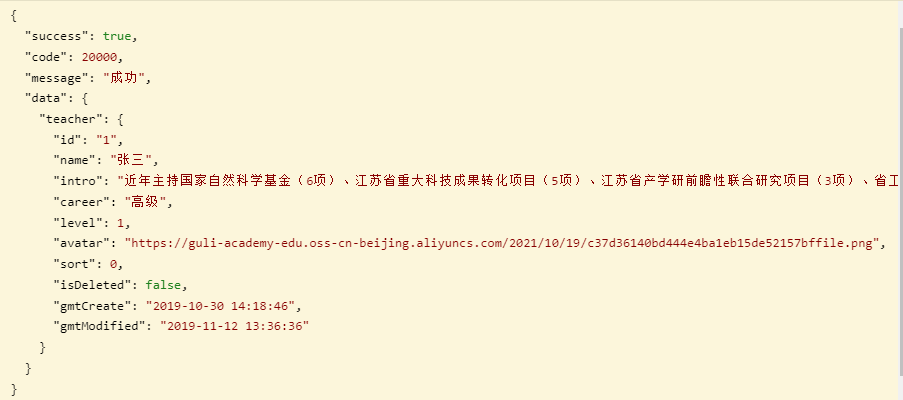 {
"success": true,
"code": 20000,
"message": "成功",
"data": {
"teacher": {
"id": "1",
"name": "张三",
"intro": "近年主持国家自然科学基金（6项）、江苏省重大科技成果转化项目（5项）、江苏省产学研前瞻性联合研究项目（3项）、省工
"career": "高级",
"level": 1,
"avatar": "https://guli-academy-edu.oss-cn-beijing.aliyuncs.com/2021/10/19/c37d36140bd444e4ba1eb15de52157bffile.png",
"sort": 0,
"isDeleted": false,
"gmtCreate": "2019-10-30 14:18:46",
"gmtModified": "2019-11-12 13:36:36"
}
}
}